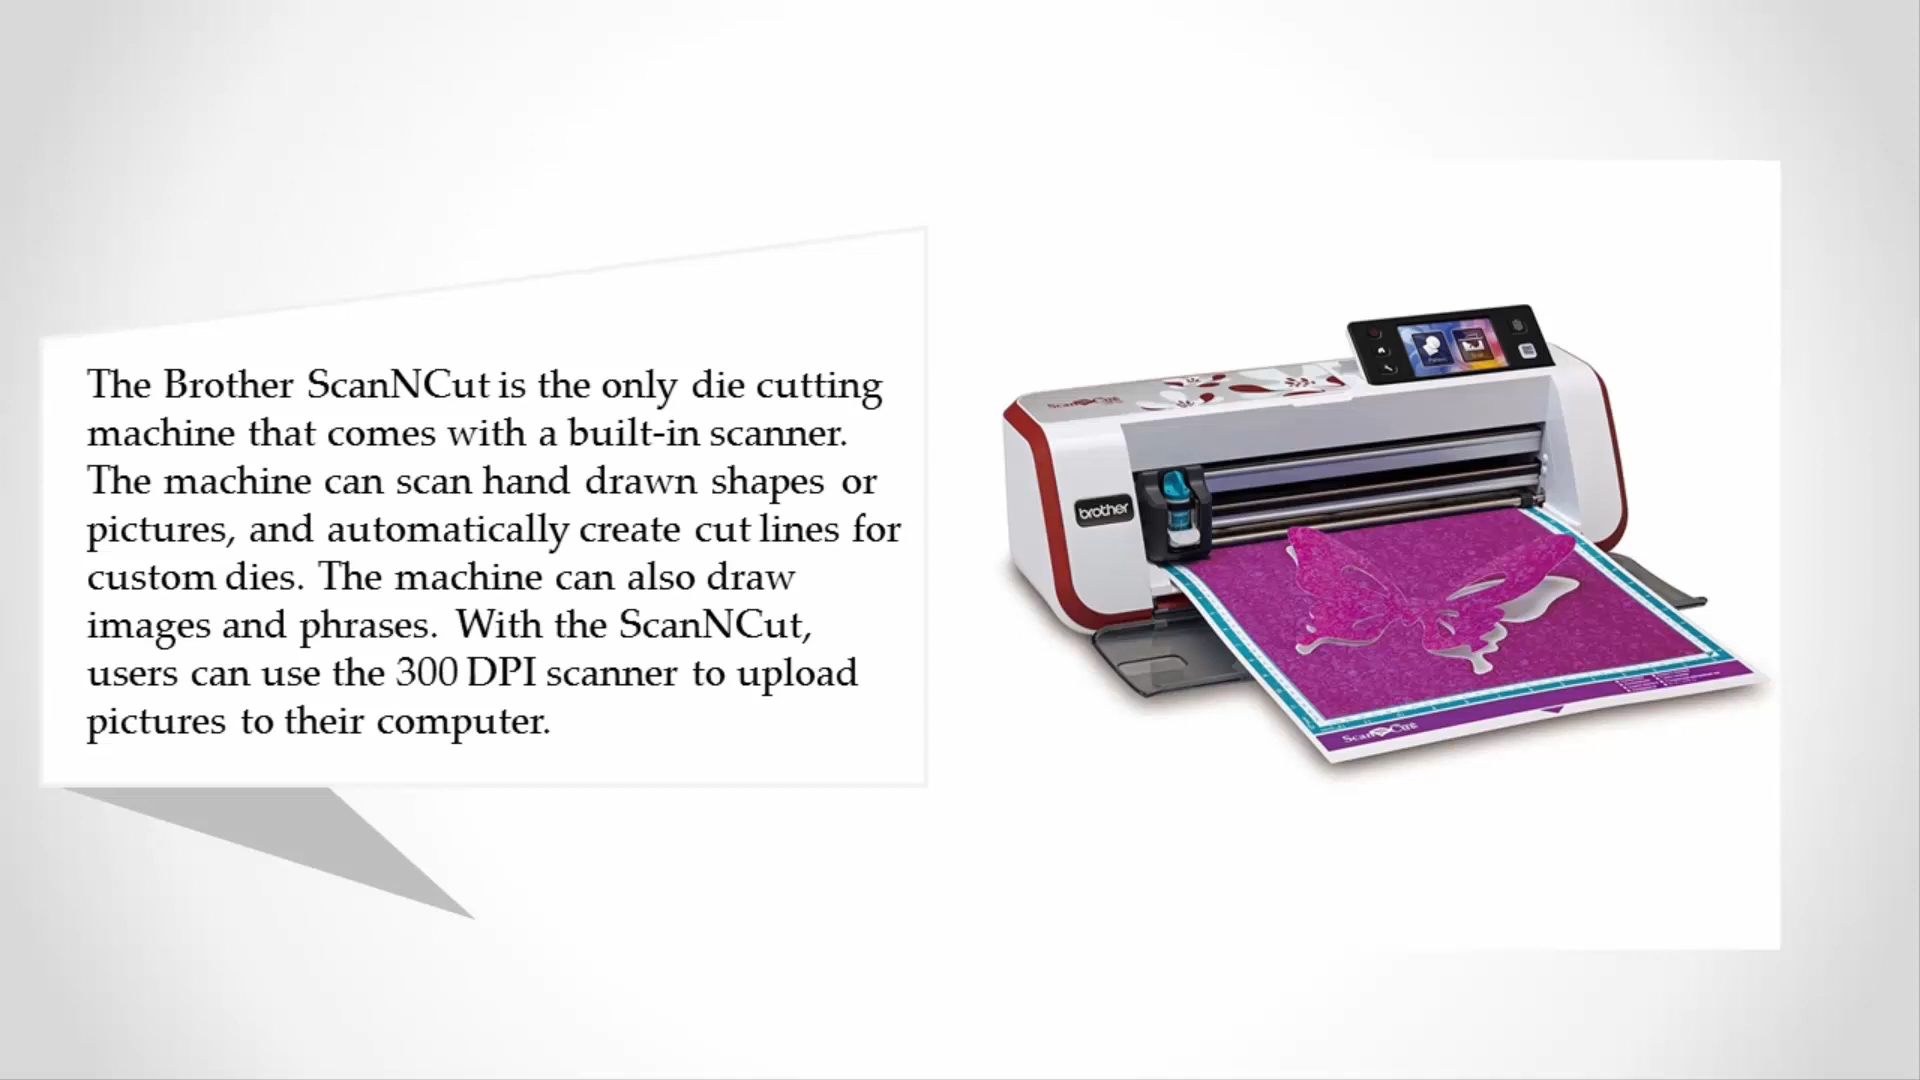 The Brother ScanNCut is the only die cutting
machine that comes with a built-in scanner.
The machine can scan hand drawn shapes or
pictures, and automatically create cut lines for
custom dies. The machine can also draw
images and phrases. With the ScanNCut,
users can use the 300 DPI scanner to upload
pictures to their computer.
ScanNCut
brother
ScanNCut